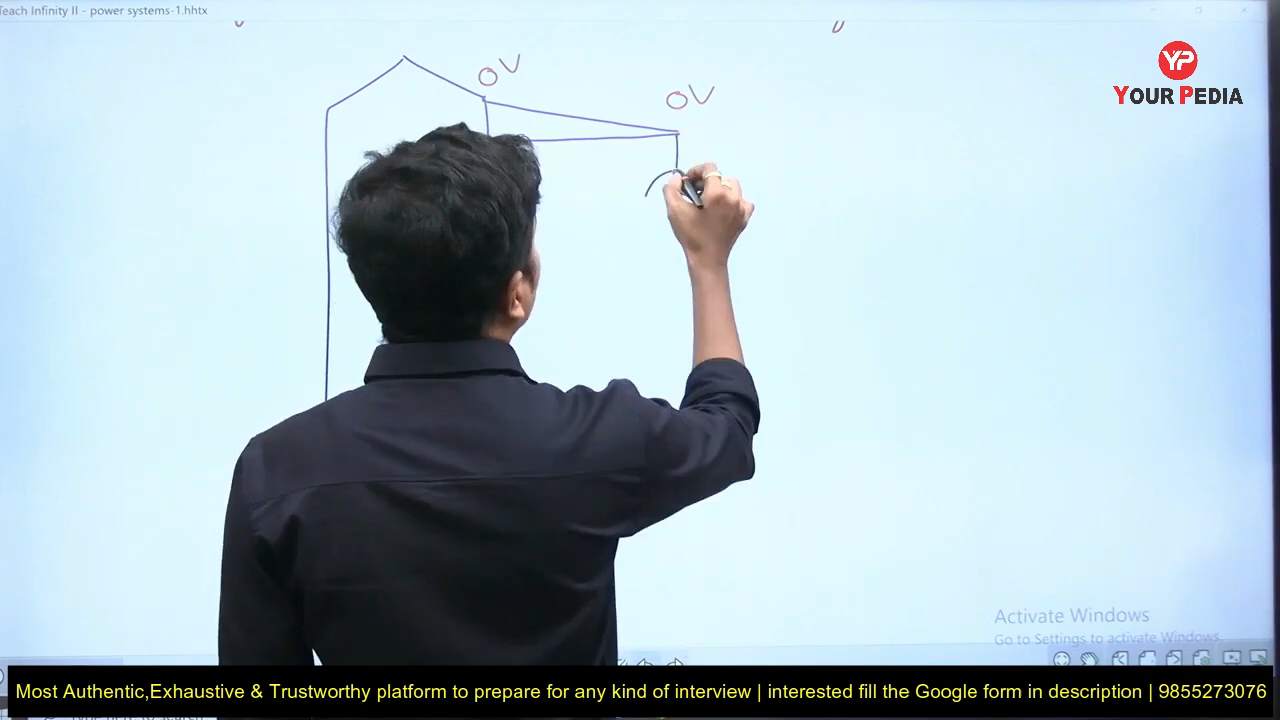 Teach Infinity II - power systems-1.hhtx
0V
0V
YP
YOUR PEDIA
Activate Windows
Go to Settings to activate Windows.
Most Authentic,Exhaustive & Trustworthy platform to prepare for any kind of interview | interested fill the Google form in description | 9855273076